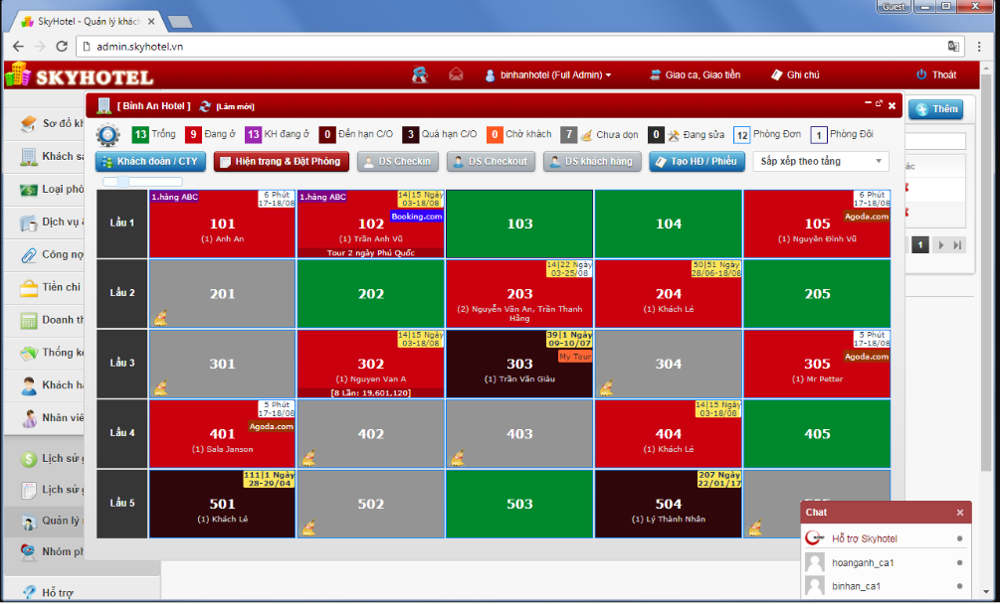 Guest
SkyHotel - Quản lý khác
admin.skyhotel.vn
SKYHOTEL
binhanhotel (Full Admin)
Giao ca, Giao tiền
Ghi chú
Thoát
[ Bình An Hotel ]
[Làm mới]
Thêm
13 Trống
9 Đang ở
13 KH đang ở
0 Đến hạn C/O
3 Quá hạn C/O
0 Chờ khách
7 Chưa dọn
0 Đang sửa
12 Phòng Đơn
1 Phòng Đôi
Khách đoàn / CTY
Hiện trạng & Đặt Phòng
DS Checkin
DS Checkout
DS khách hàng
Tạo HĐ / Phiếu
Sắp xếp theo tầng
Sơ đồ kh
Khách sạ
Loại phò
Dịch vụ &
Công nợ
Tiền chi
Doanh th
Thống kê
Khách hà
Nhân viê
Lịch sử g
Lịch sử g
Quản lý
Nhóm ph
Hỗ trợ
ác
1
Lầu 1
1.hàng ABC
6 Phút
17-18/08
101
(1) Anh An
1.hàng ABC
14|15 Ngày
03-18/08
Booking.com
102
(1) Trần Anh Vũ
Tour 2 ngày Phú Quốc
103
104
6 Phút
17-18/08
Agoda.com
105
(1) Nguyễn Đình Vũ
Lầu 2
201
202
14|22 Ngày
03-25/08
203
(2) Nguyễn Văn An, Trần Thanh
Hằng
50|51 Ngày
28/06-18/08
204
(1) Khách Lẻ
205
Lầu 3
301
14|15 Ngày
03-18/08
302
(1) Nguyen Van A
[8 Lần: 19,601,120]
39|1 Ngày
09-10/07
My Tour
303
(1) Trần Văn Giàu
304
5 Phút
17-18/08
Agoda.com
305
(1) Mr Petter
Lầu 4
5 Phút
17-18/08
Agoda.com
401
(1) Sala Janson
402
403
14|15 Ngày
03-18/08
404
(1) Khách Lẻ
405
Lầu 5
111|1 Ngày
28-29/04
501
(1) Khách Lẻ
502
503
207 Ngày
22/01/17
504
(1) Lý Thành Nhân
Chat
Hỗ trợ Skyhotel
hoanganh_ca1
binhan_ca1